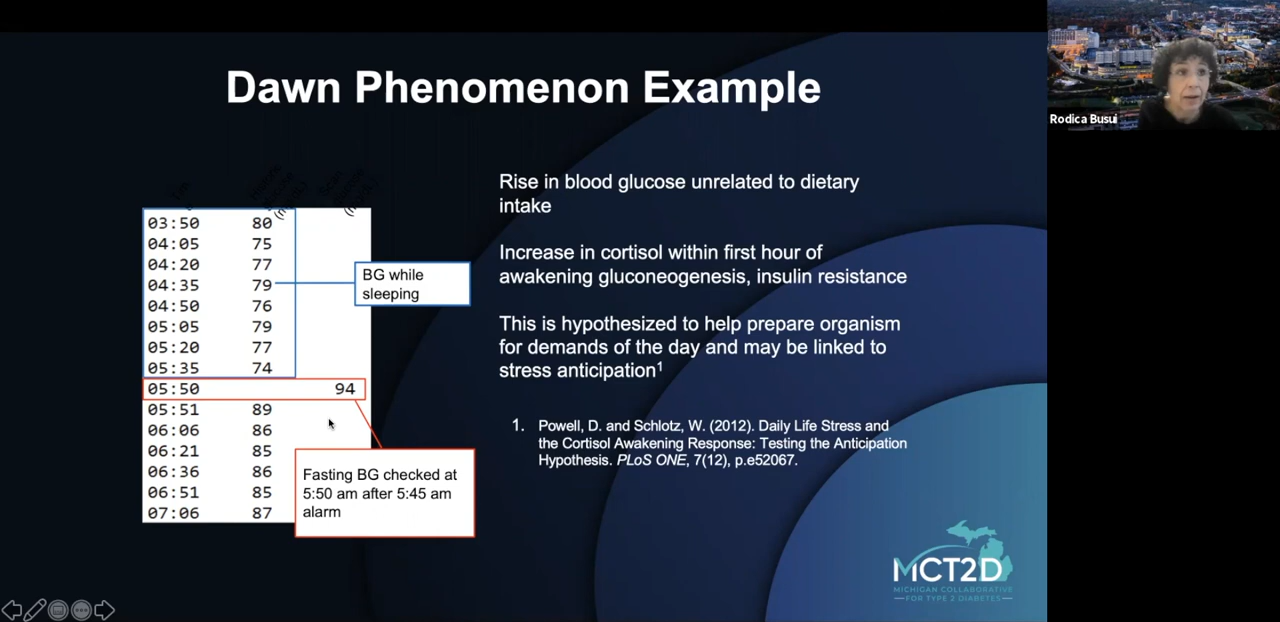 Dawn Phenomenon Example
Rodica Busui
Rise in blood glucose unrelated to dietary
intake
Increase in cortisol within first hour of
awakening gluconeogenesis, insulin resistance
This is hypothesized to help prepare organism
for demands of the day and may be linked to
stress anticipation1
1. Powell, D. and Schlotz, W. (2012). Daily Life Stress and
the Cortisol Awakening Response: Testing the Anticipation
Hypothesis. PLoS ONE, 7(12), p.e52067.
03:50 80
04:05 75
04:20 77
04:35 79
04:50 76
05:05 79
05:20 77
05:35 74
05:50 94
05:51 89
06:06 86
06:21 85
06:36 86
06:51 85
07:06 87
BG while
sleeping
Fasting BG checked at
5:50 am after 5:45 am
alarm
MCT2D
MICHIGAN COLLABORATIVE
FOR TYPE 2 DIABETES